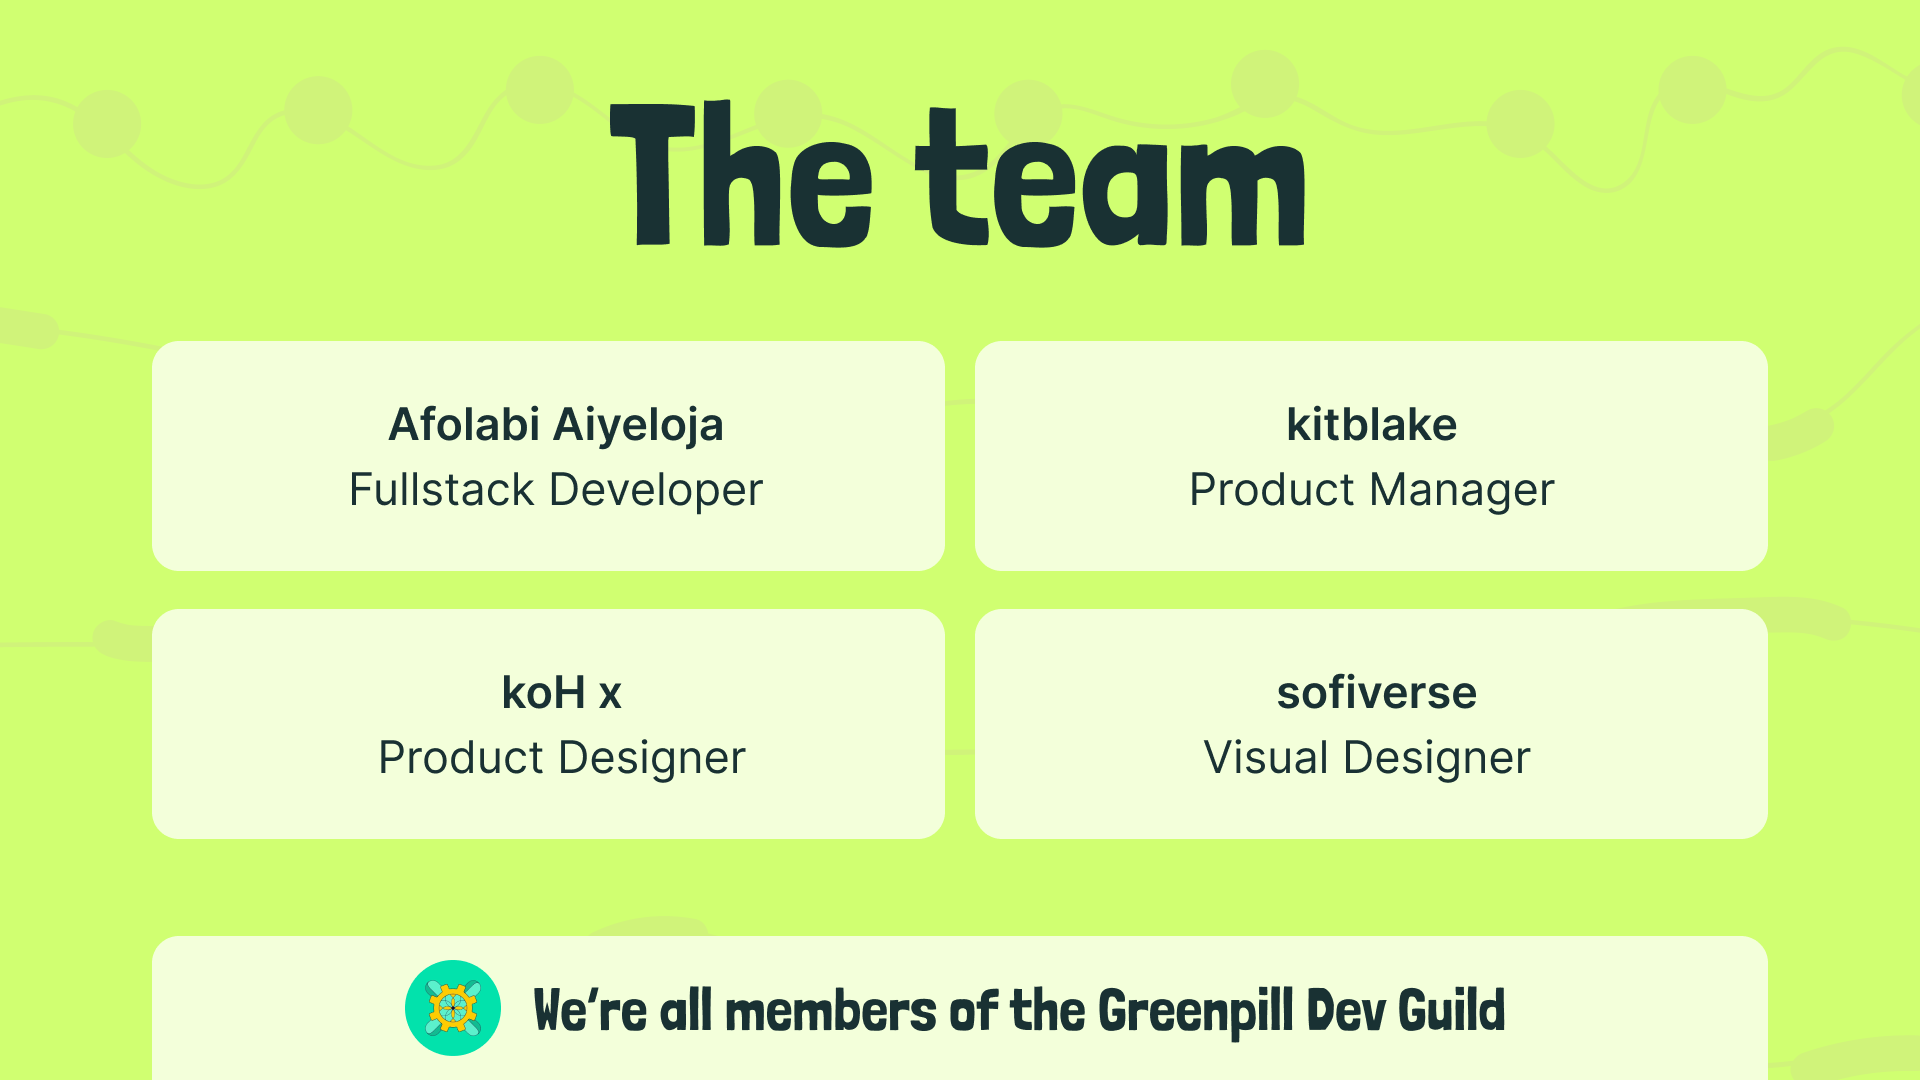 The team
Afolabi Aiyeloja
Fullstack Developer
kitblake
Product Manager
koH x
Product Designer
sofiverse
Visual Designer
We’re all members of the Greenpill Dev Guild